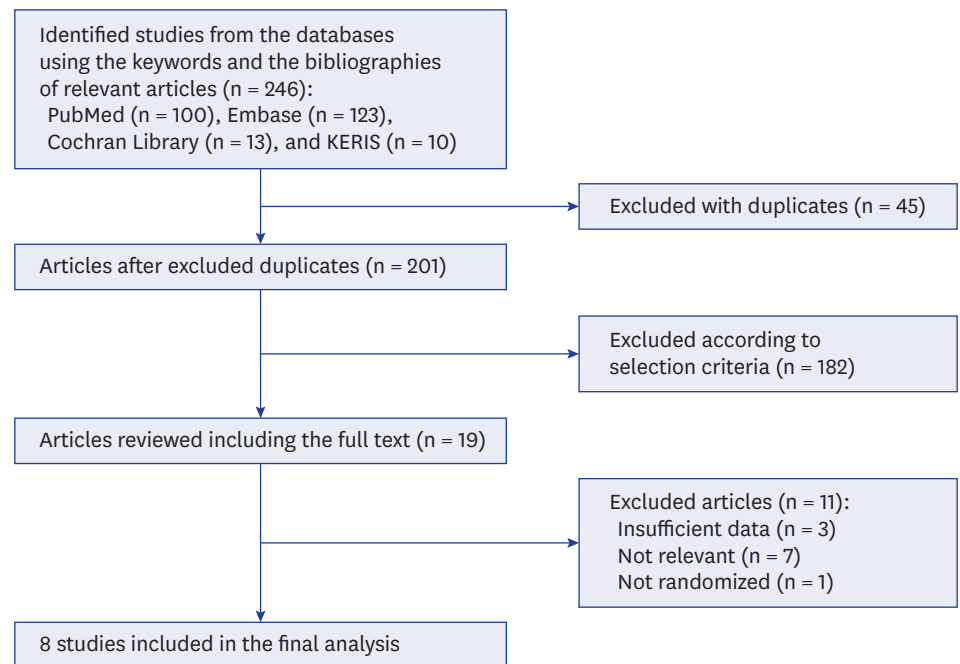 Identified studies from the databases
using the keywords and the bibliographies
of relevant articles (n = 246):
PubMed (n = 100), Embase (n = 123),
Cochran Library (n = 13), and KERIS (n = 10)
Excluded with duplicates (n = 45)
Articles after excluded duplicates (n = 201)
Excluded according to
selection criteria (n = 182)
Articles reviewed including the full text (n = 19)
Excluded articles (n = 11):
Insufficient data (n = 3)
Not relevant (n = 7)
Not randomized (n = 1)
8 studies included in the final analysis